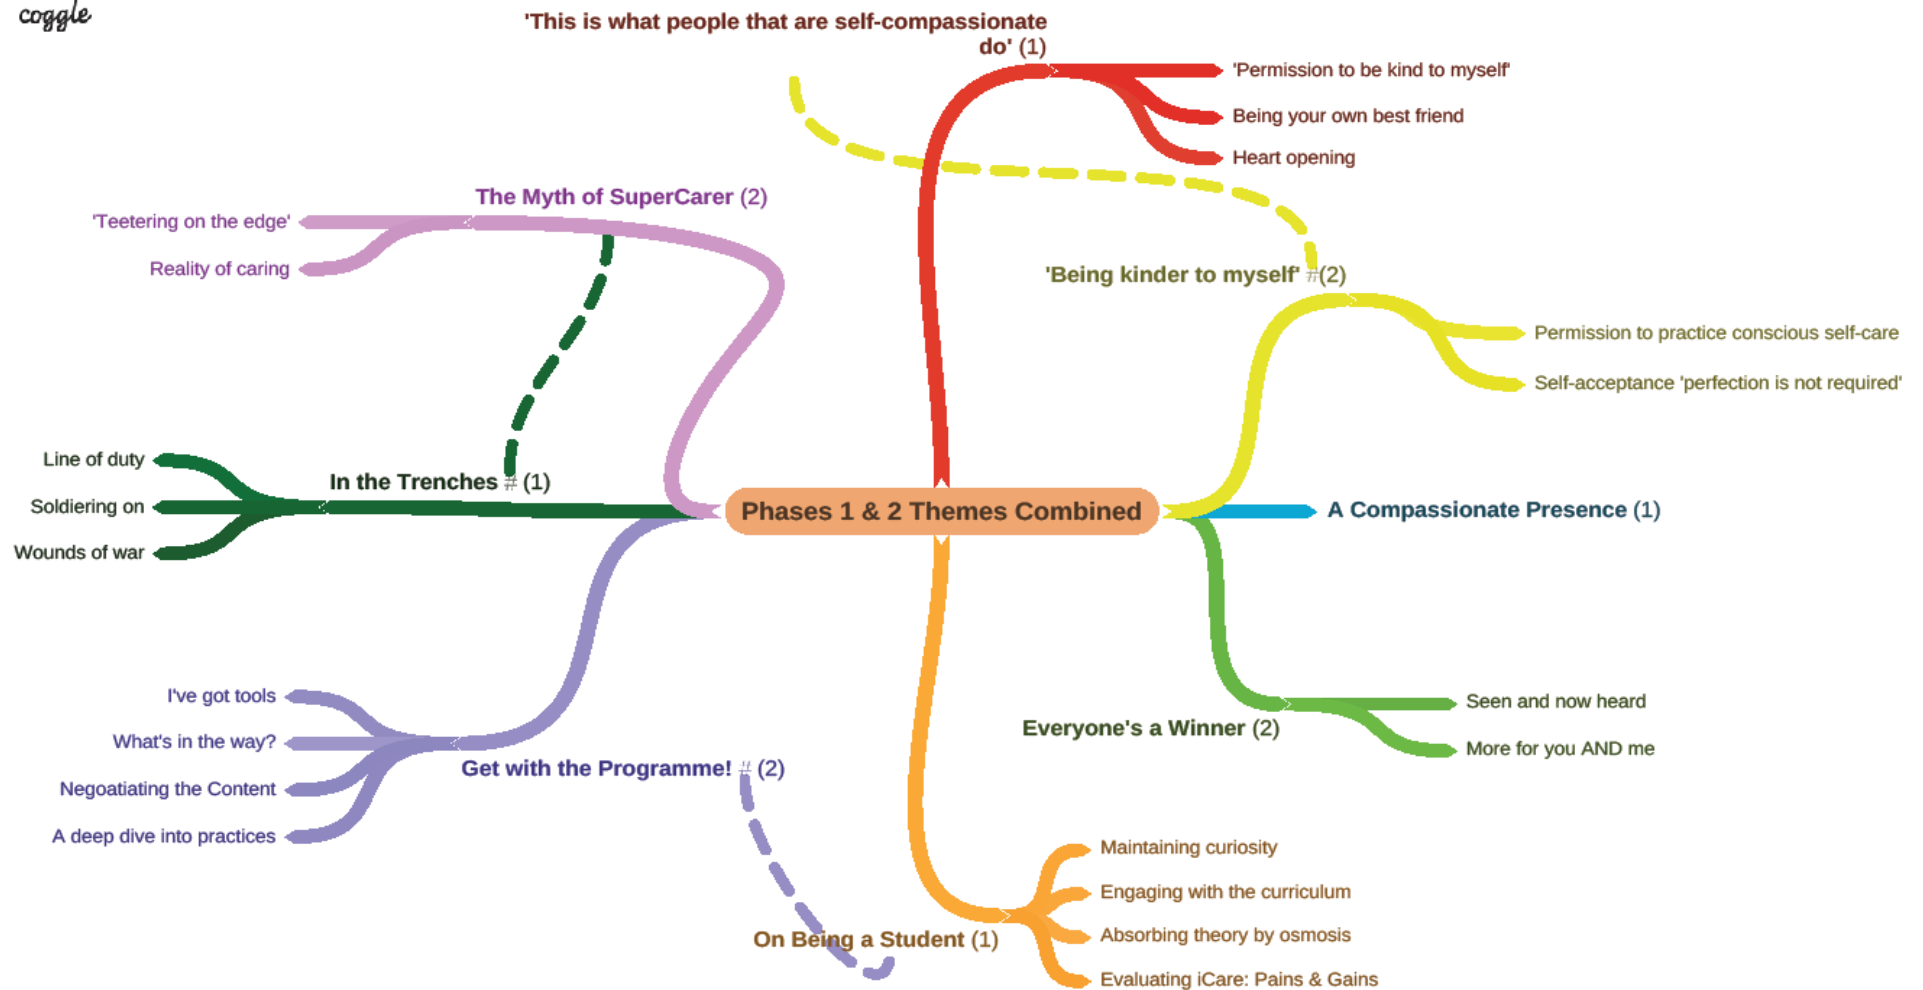 coggle
'This is what people that are self-compassionate
do' (1)
'Permission to be kind to myself'
Being your own best friend
Heart opening
The Myth of SuperCarer (2)
'Teetering on the edge'
Reality of caring
'Being kinder to myself' #(2)
Permission to practice conscious self-care
Self-acceptance 'perfection is not required'
Line of duty
In the Trenches # (1)
Soldiering on
Wounds of war
Phases 1 & 2 Themes Combined
A Compassionate Presence (1)
I've got tools
What's in the way?
Negoatiating the Content
A deep dive into practices
Get with the Programme! # (2)
Everyone's a Winner (2)
Seen and now heard
More for you AND me
On Being a Student (1)
Maintaining curiosity
Engaging with the curriculum
Absorbing theory by osmosis
Evaluating iCare: Pains & Gains